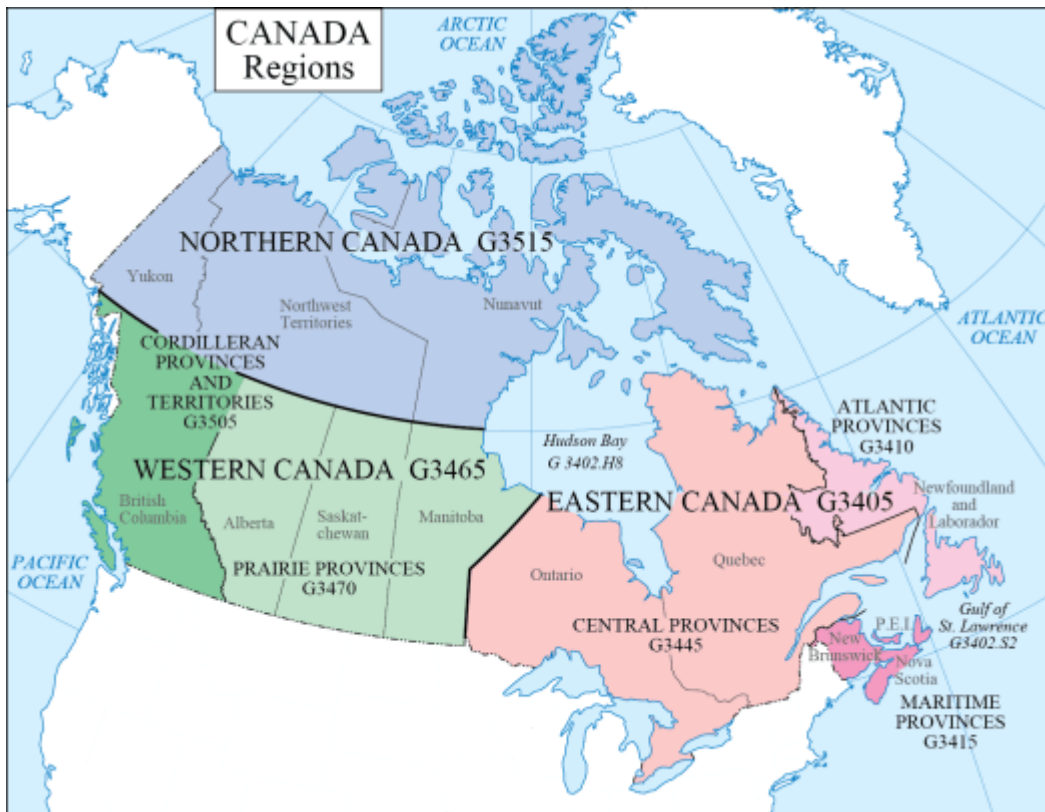 CANADA
Regions
ARCTIC
OCEAN
NORTHERN CANADA G3515
Yukon
Northwest
Territories
Nunavut
ATLANTIC
OCEAN
CORDILLERAN
PROVINCES
AND
TERRITORIES
G3505
ATLANTIC
PROVINCES
G3410
Hudson Bay
G 3402.H8
WESTERN CANADA G3465
EASTERN CANADA G3405
Newfoundland
and
Laborador
British
Columbia
Alberta
Saskat-
chewan
Manitoba
Ontario
Quebec
PACIFIC
OCEAN
PRAIRIE PROVINCES
G3470
CENTRAL PROVINCES
G3445
Gulf of
St. Lawrence
G3402.S2
P.E.I.
New
Brunswick
Nova
Scotia
MARITIME
PROVINCES
G3415